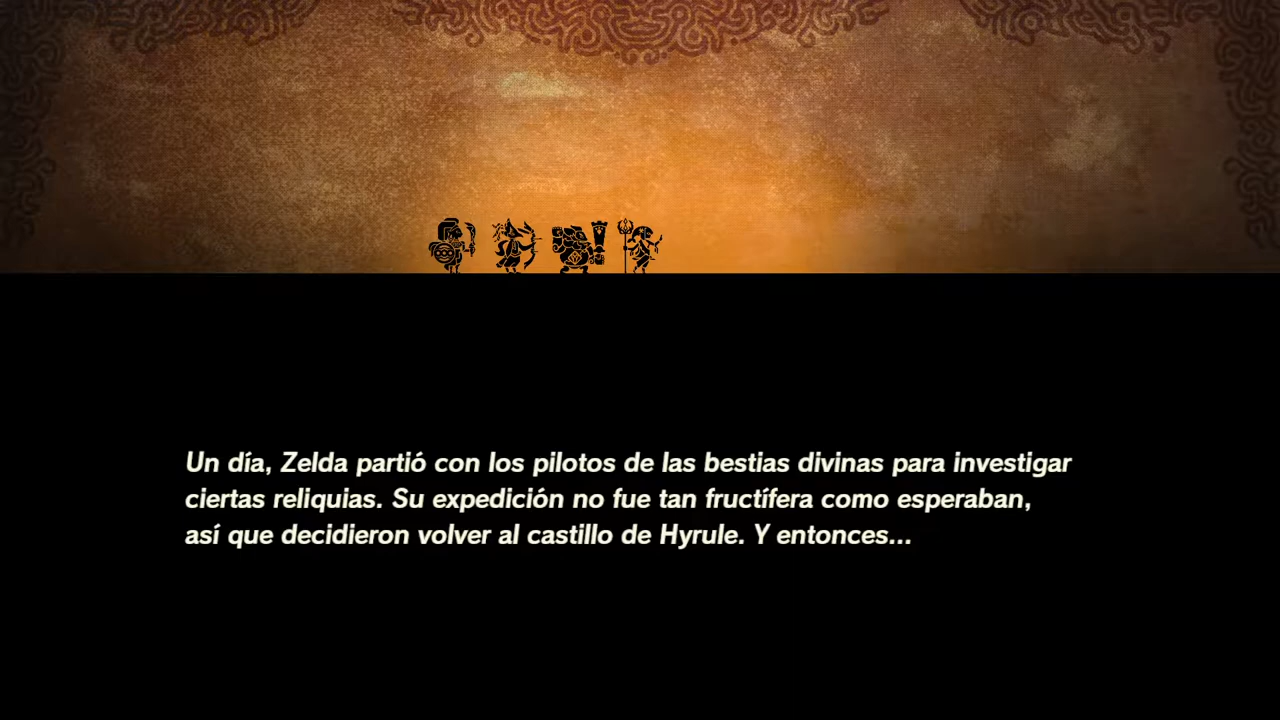 Un día, Zelda partió con los pilotos de las bestias divinas para investigar
ciertas reliquias. Su expedición no fue tan fructífera como esperaban,
así que decidieron volver al castillo de Hyrule. Y entonces...